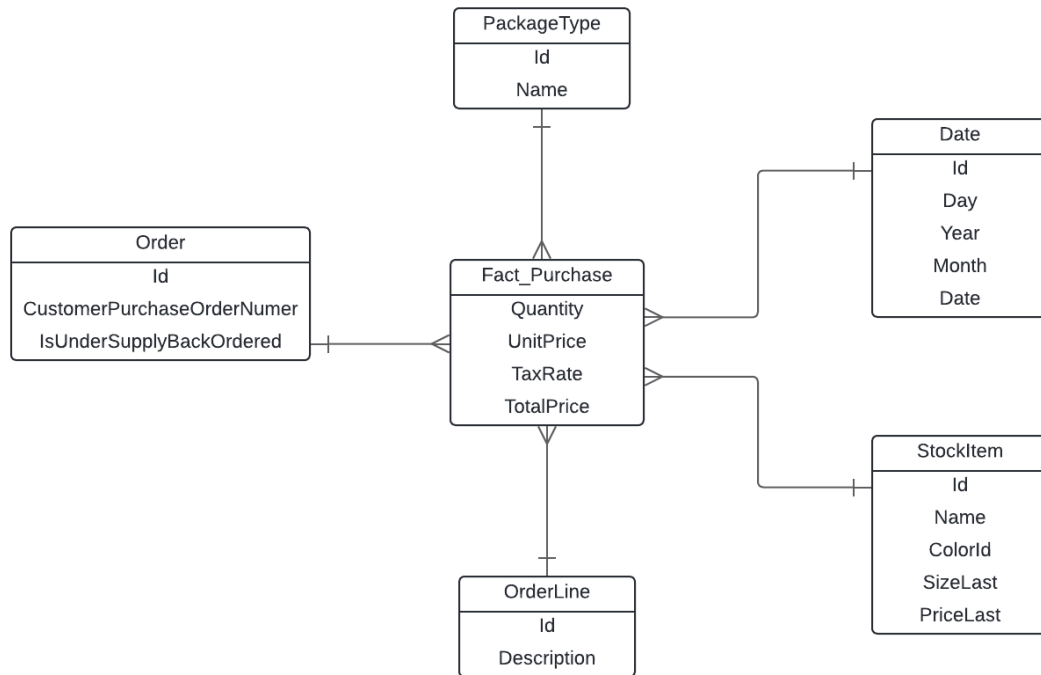 PackageType
Id
Name
Date
Id
Day
Year
Month
Date
Order
Id
CustomerPurchaseOrderNumer
IsUnderSupplyBackOrdered
Fact_Purchase
Quantity
UnitPrice
TaxRate
TotalPrice
StockItem
Id
Name
ColorId
SizeLast
PriceLast
OrderLine
Id
Description